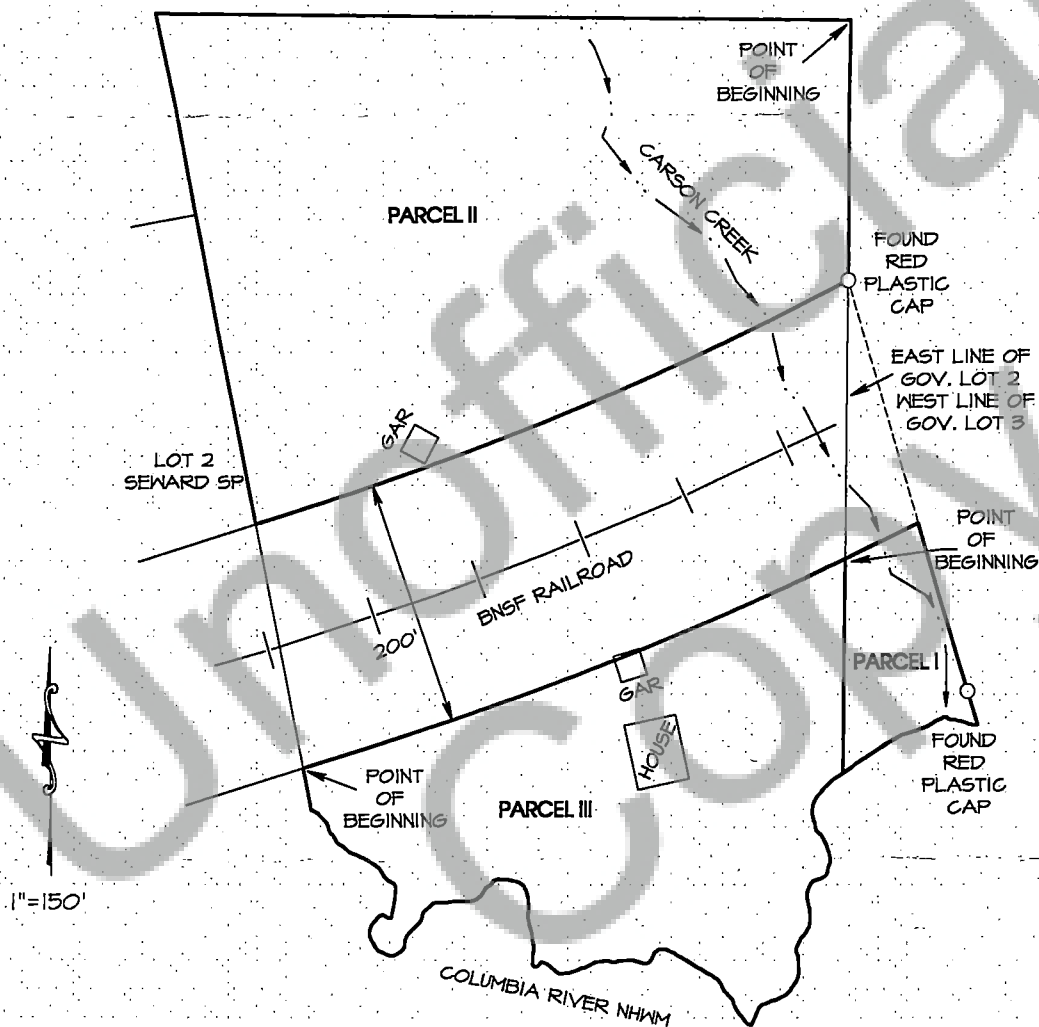 POINT
OF
BEGINNING
CARSON CREEK
PARCEL II
FOUND
RED
PLASTIC
CAP
EAST LINE OF
GOV. LOT 2
WEST LINE OF
GOV. LOT 3
GAR
LOT 2
SEWARD SP
POINT
OF
BEGINNING
BNSF RAILROAD
200'
PARCEL I
GAR
HOUSE
N
FOUND
RED
PLASTIC
CAP
POINT
OF
BEGINNING
PARCEL III
1"=150'
COLUMBIA RIVER NHWM
Unofficial
Copy